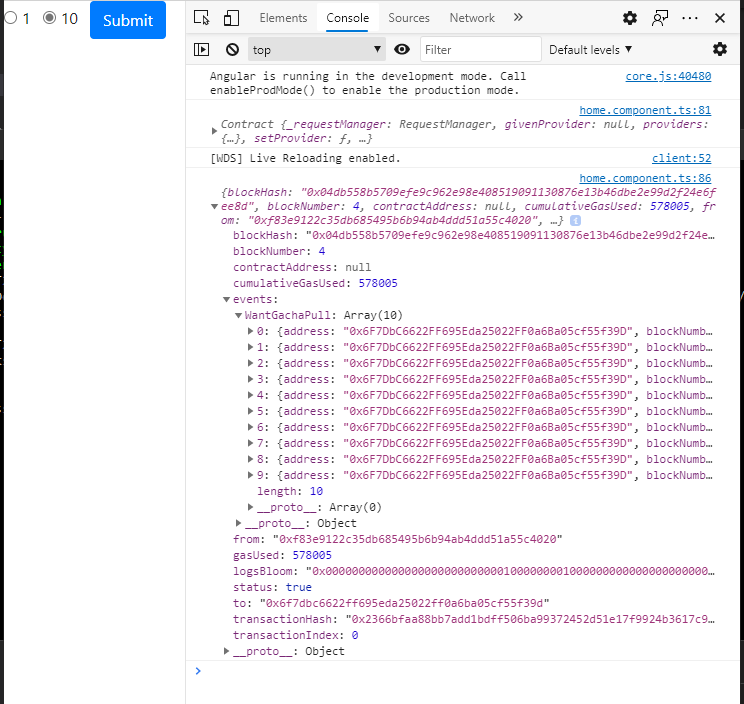 1 10 Submit
Elements Console Sources Network »
top Filter Default levels ▼
Angular is running in the development mode. Call core.js:40480
enableProdMode() to enable the production mode.
home.component.ts:81
Contract {_requestManager: RequestManager, givenProvider: null, providers:
{…}, setProvider: ƒ, …}
[WDS] Live Reloading enabled. client:52
home.component.ts:86
{blockHash: "0x04db558b5709efe9c962e98e408519091130876e13b46dbe2e99d2f24e6f
ee8d", blockNumber: 4, contractAddress: null, cumulativeGasUsed: 578005, fr
om: "0xf83e9122c35db685495b6b94ab4ddd51a55c4020", …} i
blockHash: "0x04db558b5709efe9c962e98e408519091130876e13b46dbe2e99d2f24e…
blockNumber: 4
contractAddress: null
cumulativeGasUsed: 578005
events:
WantGachaPull: Array(10)
0: {address: "0x6F7DbC6622FF695Eda25022FF0a6Ba05cf55f39D", blockNumb…
1: {address: "0x6F7DbC6622FF695Eda25022FF0a6Ba05cf55f39D", blockNumb…
2: {address: "0x6F7DbC6622FF695Eda25022FF0a6Ba05cf55f39D", blockNumb…
3: {address: "0x6F7DbC6622FF695Eda25022FF0a6Ba05cf55f39D", blockNumb…
4: {address: "0x6F7DbC6622FF695Eda25022FF0a6Ba05cf55f39D", blockNumb…
5: {address: "0x6F7DbC6622FF695Eda25022FF0a6Ba05cf55f39D", blockNumb…
6: {address: "0x6F7DbC6622FF695Eda25022FF0a6Ba05cf55f39D", blockNumb…
7: {address: "0x6F7DbC6622FF695Eda25022FF0a6Ba05cf55f39D", blockNumb…
8: {address: "0x6F7DbC6622FF695Eda25022FF0a6Ba05cf55f39D", blockNumb…
9: {address: "0x6F7DbC6622FF695Eda25022FF0a6Ba05cf55f39D", blockNumb…
length: 10
__proto__: Array(0)
__proto__: Object
from: "0xf83e9122c35db685495b6b94ab4ddd51a55c4020"
gasUsed: 578005
logsBloom: "0x00000000000000000000000000010000000010000000000000000000000…
status: true
to: "0x6f7dbc6622ff695eda25022ff0a6ba05cf55f39d"
transactionHash: "0x2366bfaa88bb7add1bdff506ba99372452d51e17f9924b3617c9…
transactionIndex: 0
__proto__: Object